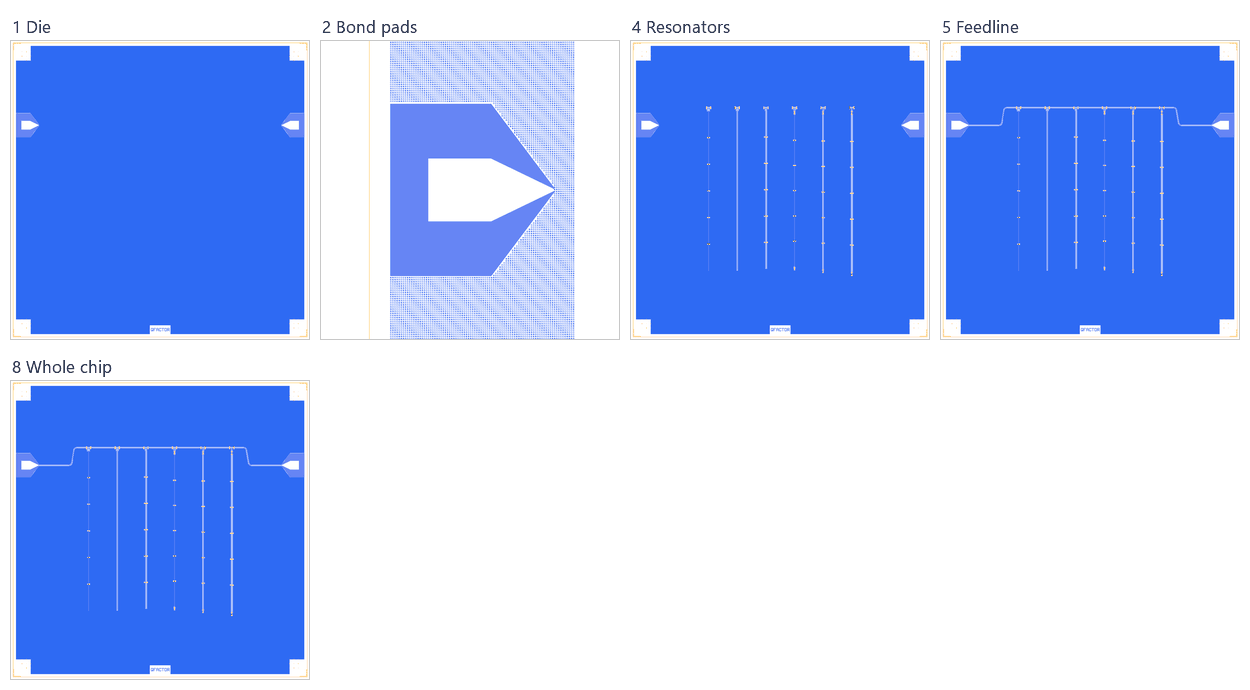 1 Die
2 Bond pads
4 Resonators
5 Feedline
QFACTOR
QFACTOR
QFACTOR
8 Whole chip
QFACTOR